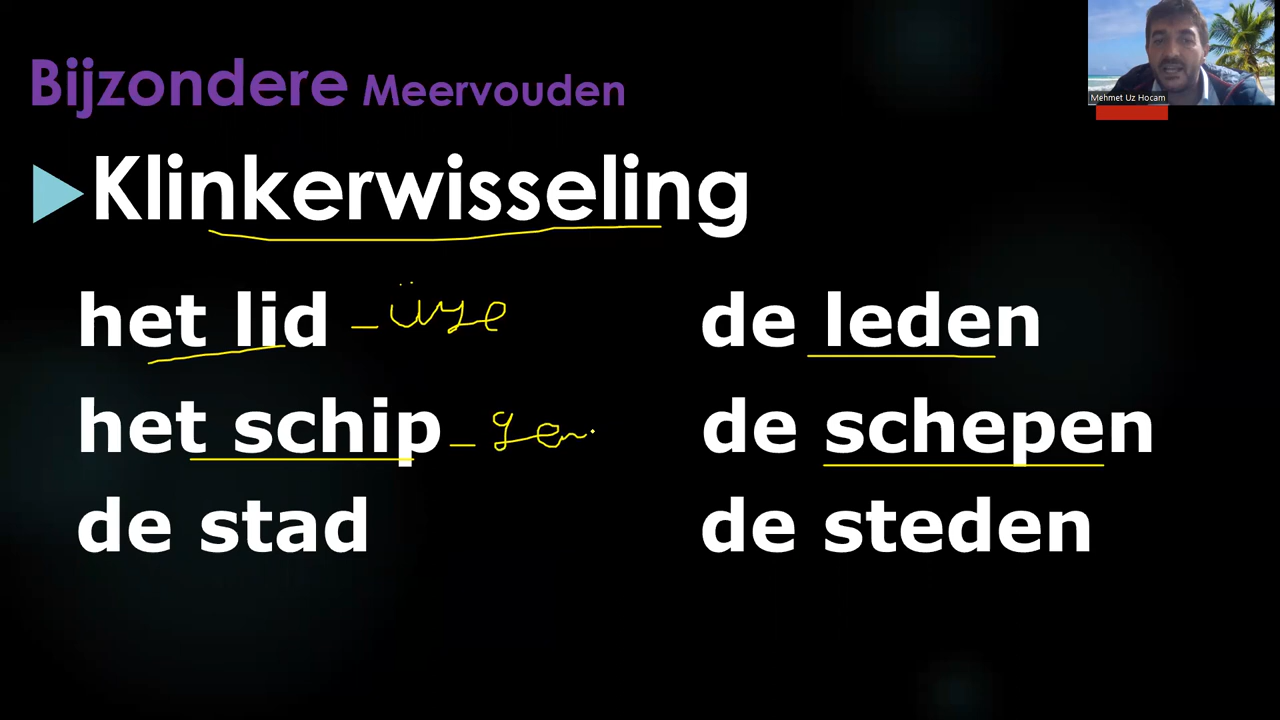 Mehmet Uz Hocam
Bijzondere Meervouden
Klinkerwisseling
het lid - üye de leden
het schip - gem de schepen
de stad de steden